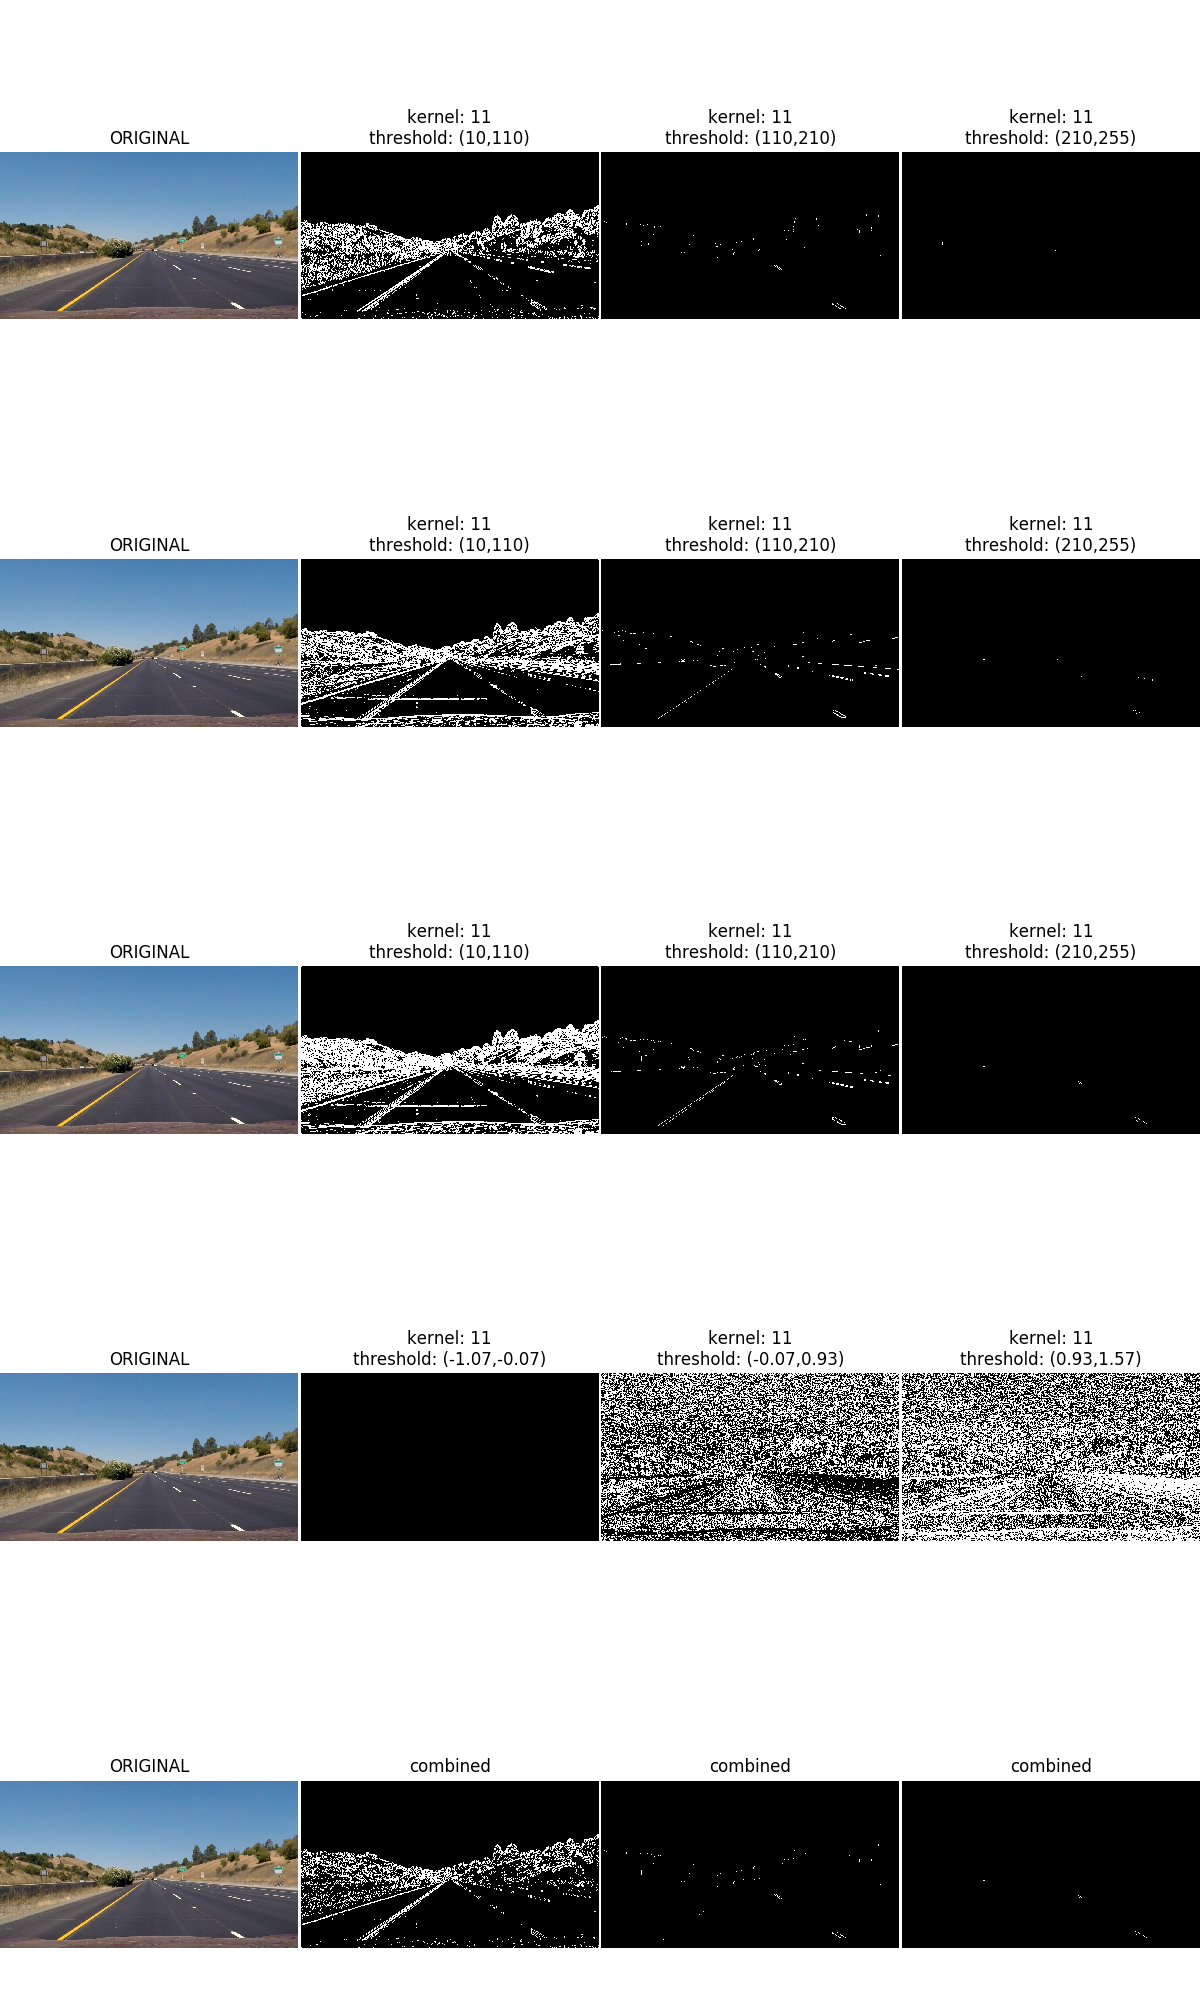 ORIGINAL
kernel: 11
threshold: (10,110)
kernel: 11
threshold: (110,210)
kernel: 11
threshold: (210,255)
ORIGINAL
kernel: 11
threshold: (10,110)
kernel: 11
threshold: (110,210)
kernel: 11
threshold: (210,255)
ORIGINAL
kernel: 11
threshold: (10,110)
kernel: 11
threshold: (110,210)
kernel: 11
threshold: (210,255)
ORIGINAL
kernel: 11
threshold: (-1.07,-0.07)
kernel: 11
threshold: (-0.07,0.93)
kernel: 11
threshold: (0.93,1.57)
ORIGINAL
combined
combined
combined